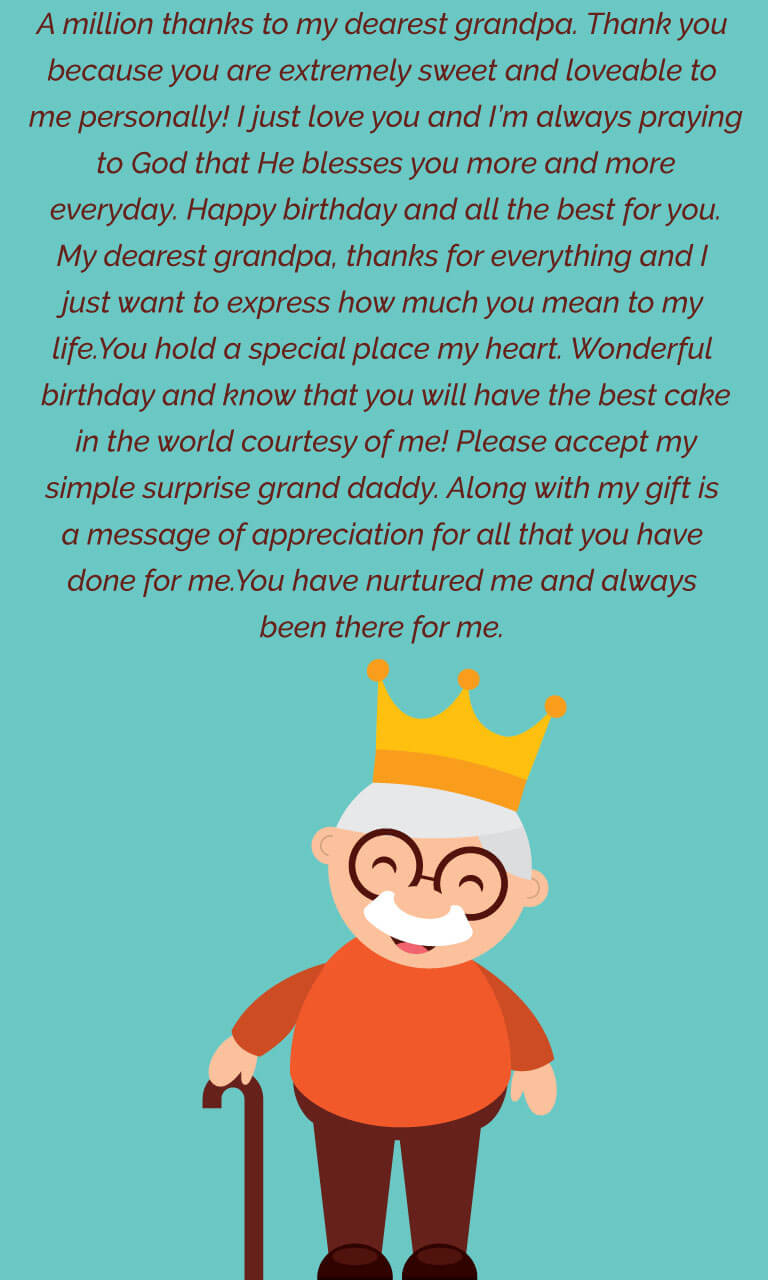 A million thanks to my dearest grandpa. Thank you
because you are extremely sweet and loveable to
me personally! I just love you and I’m always praying
to God that He blesses you more and more
everyday. Happy birthday and all the best for you.
My dearest grandpa, thanks for everything and I
just want to express how much you mean to my
life.You hold a special place my heart. Wonderful
birthday and know that you will have the best cake
in the world courtesy of me! Please accept my
simple surprise grand daddy. Along with my gift is
a message of appreciation for all that you have
done for me.You have nurtured me and always
been there for me.